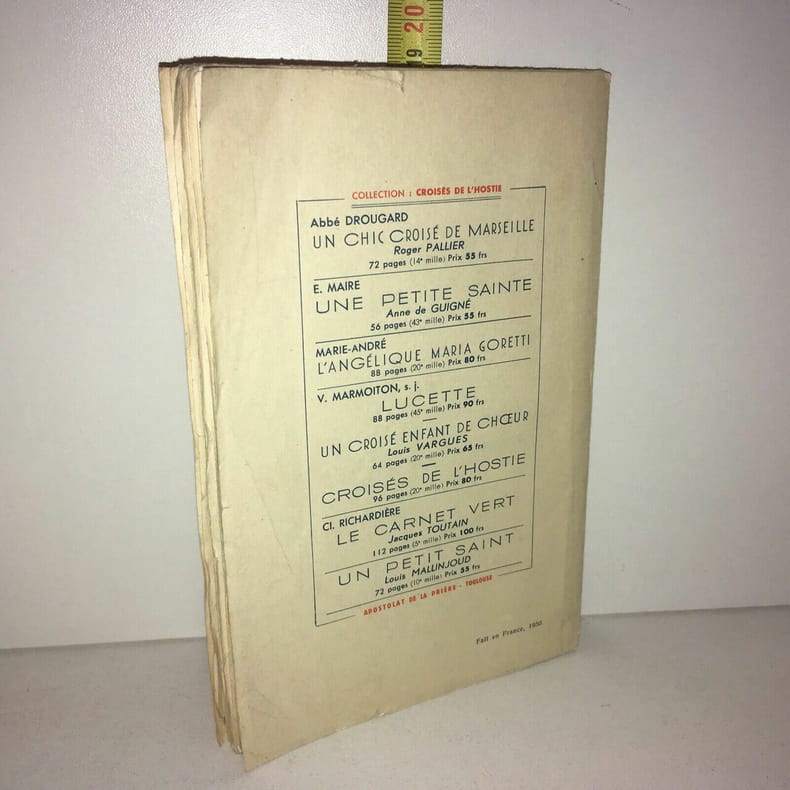 19 20
COLLECTION : CROISÉS DE L'HOSTIE
Abbé DROUGARD
UN CHIC CROISÉ DE MARSEILLE
Roger PALLIER
72 pages (14e mille) Prix 55 frs
E. MAIRE
UNE PETITE SAINTE
Anne de GUIGNÉ
56 pages (43e mille) Prix 55 frs
MARIE-ANDRÉ
L'ANGÉLIQUE MARIA GORETTI
88 pages (20e mille) Prix 80 frs
V. MARMOITON, s. j.
LUCETTE
88 pages (45e mille) Prix 90 frs
UN CROISÉ ENFANT DE CHŒUR
Louis VARGUES
64 pages (20e mille) Prix 65 frs
CROISÉS DE L'HOSTIE
96 pages (20e mille) Prix 80 frs
Cl. RICHARDIÈRE
LE CARNET VERT
Jacques TOUTAIN
112 pages (5e mille) Prix 100 frs
UN PETIT SAINT
Louis MALINJOUD
72 pages (10e mille) Prix 55 frs
APOSTOLAT DE LA PRIÈRE - TOULOUSE
Fait en France, 1950.